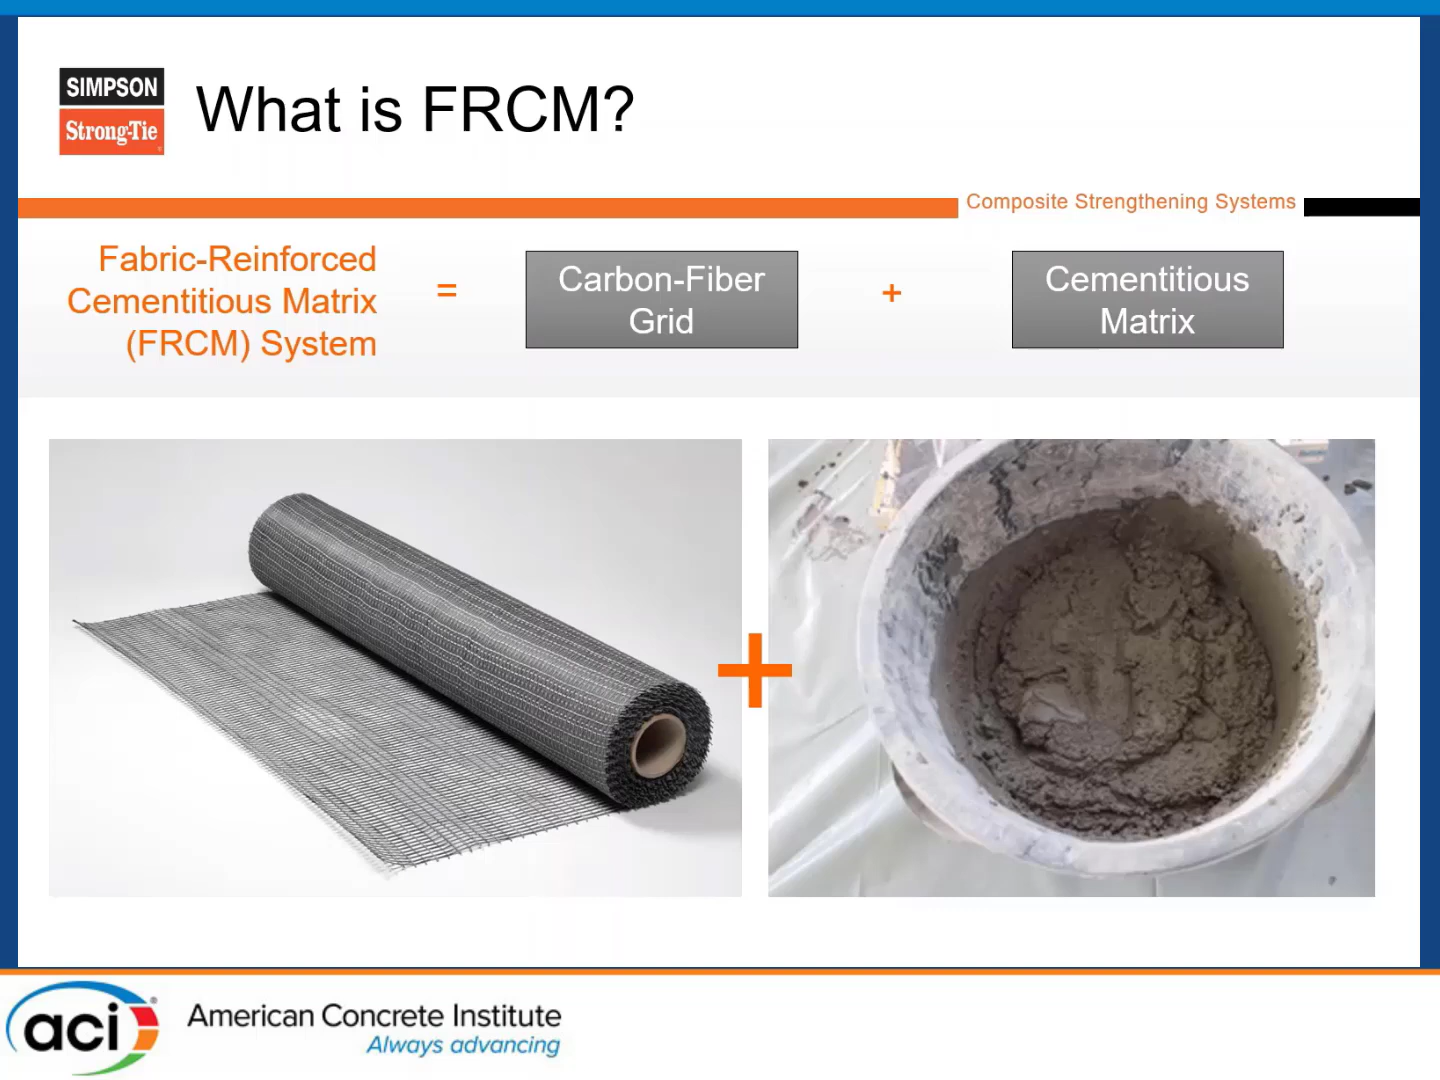 SIMPSON
Strong-Tie
What is FRCM?
Composite Strengthening Systems
Fabric-Reinforced
Cementitious Matrix
(FRCM) System
=
Carbon-Fiber
Grid
+
Cementitious
Matrix
+
aci
American Concrete Institute
Always advancing